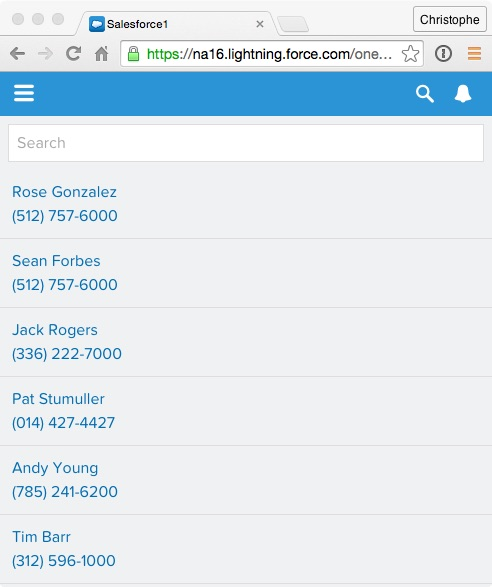 Salesforce1
Christophe
https://na16.lightning.force.com/one...
Search
Rose Gonzalez
(512) 757-6000
Sean Forbes
(512) 757-6000
Jack Rogers
(336) 222-7000
Pat Stumuller
(014) 427-4427
Andy Young
(785) 241-6200
Tim Barr
(312) 596-1000